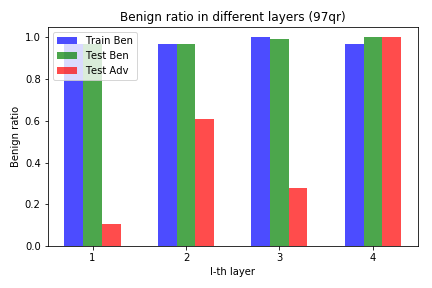 Benign ratio in different layers (97qr)
Train Ben
Test Ben
Test Adv
Benign ratio
1.0
0.8
0.6
0.4
0.2
0.0
1 2 3 4
l-th layer